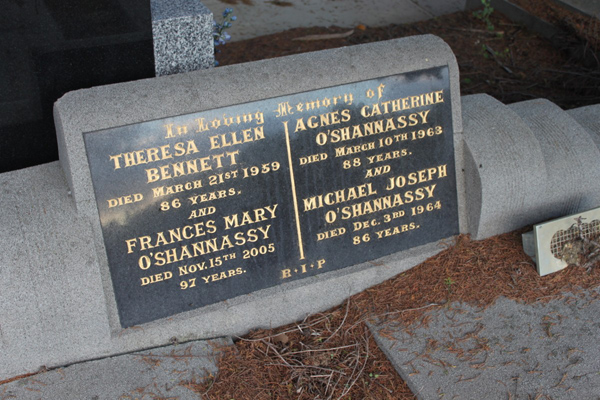 In Loving Memory of
THERESA ELLEN
BENNETT
DIED MARCH 21ST 1959
86 YEARS.
AND
FRANCES MARY
O'SHANNASSY
DIED NOV. 15TH 2005
97 YEARS.
AGNES CATHERINE
O'SHANNASSY
DIED MARCH 10TH 1963
88 YEARS.
AND
MICHAEL JOSEPH
O'SHANNASSY
DIED DEC. 3RD 1964
86 YEARS.
R·I·P